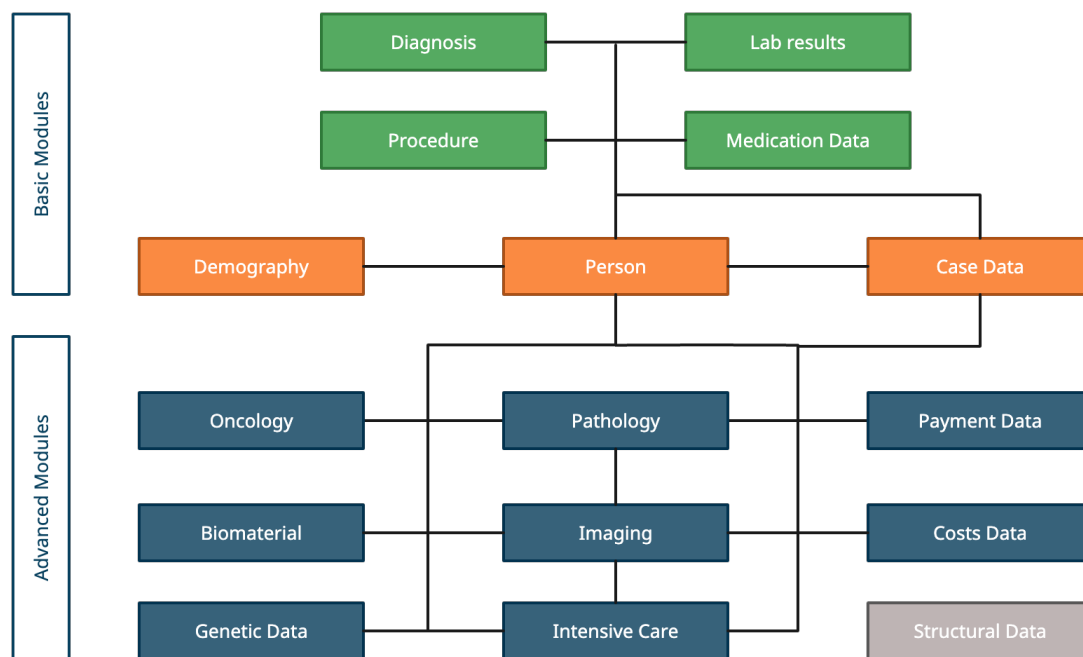 Basic Modules
Diagnosis
Lab results
Procedure
Medication Data
Demography
Person
Case Data
Advanced Modules
Oncology
Pathology
Payment Data
Biomaterial
Imaging
Costs Data
Genetic Data
Intensive Care
Structural Data